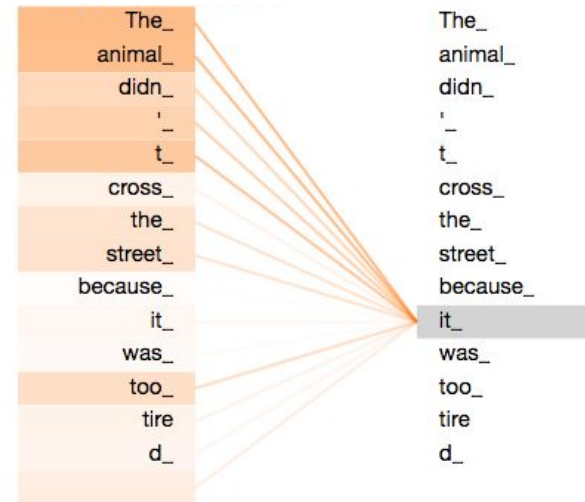 The_
animal_
didn_
'_
t_
cross_
the_
street_
because_
it_
was_
too_
tire
d_
The_
animal_
didn_
'_
t_
cross_
the_
street_
because_
it_
was_
too_
tire
d_